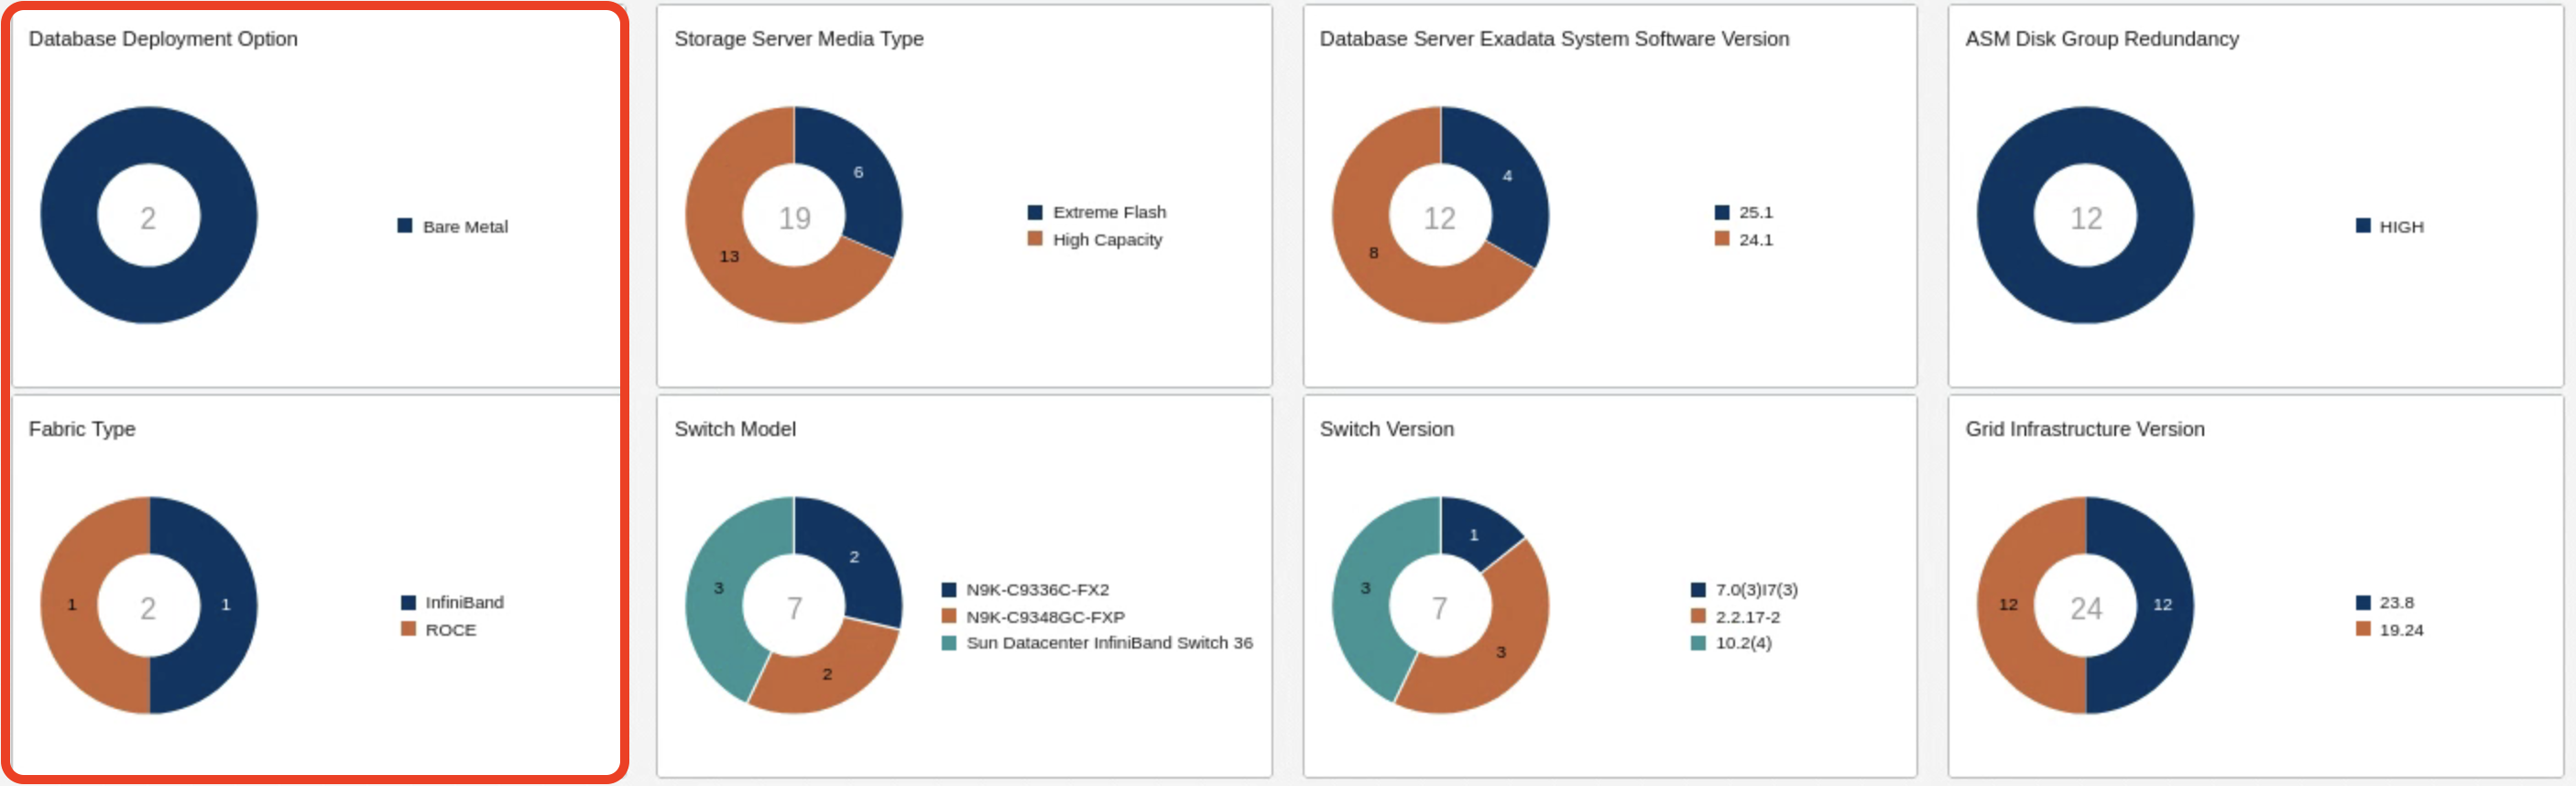 Database Deployment Option
2
Bare Metal
Storage Server Media Type
6
19
13
Extreme Flash
High Capacity
Database Server Exadata System Software Version
4
12
8
25.1
24.1
ASM Disk Group Redundancy
12
HIGH
Fabric Type
1
2
1
InfiniBand
ROCE
Switch Model
2
3
7
2
N9K-C9336C-FX2
N9K-C9348GC-FXP
Sun Datacenter InfiniBand Switch 36
Switch Version
1
3
7
3
7.0(3)I7(3)
2.2.17-2
10.2(4)
Grid Infrastructure Version
12
24
12
23.8
19.24